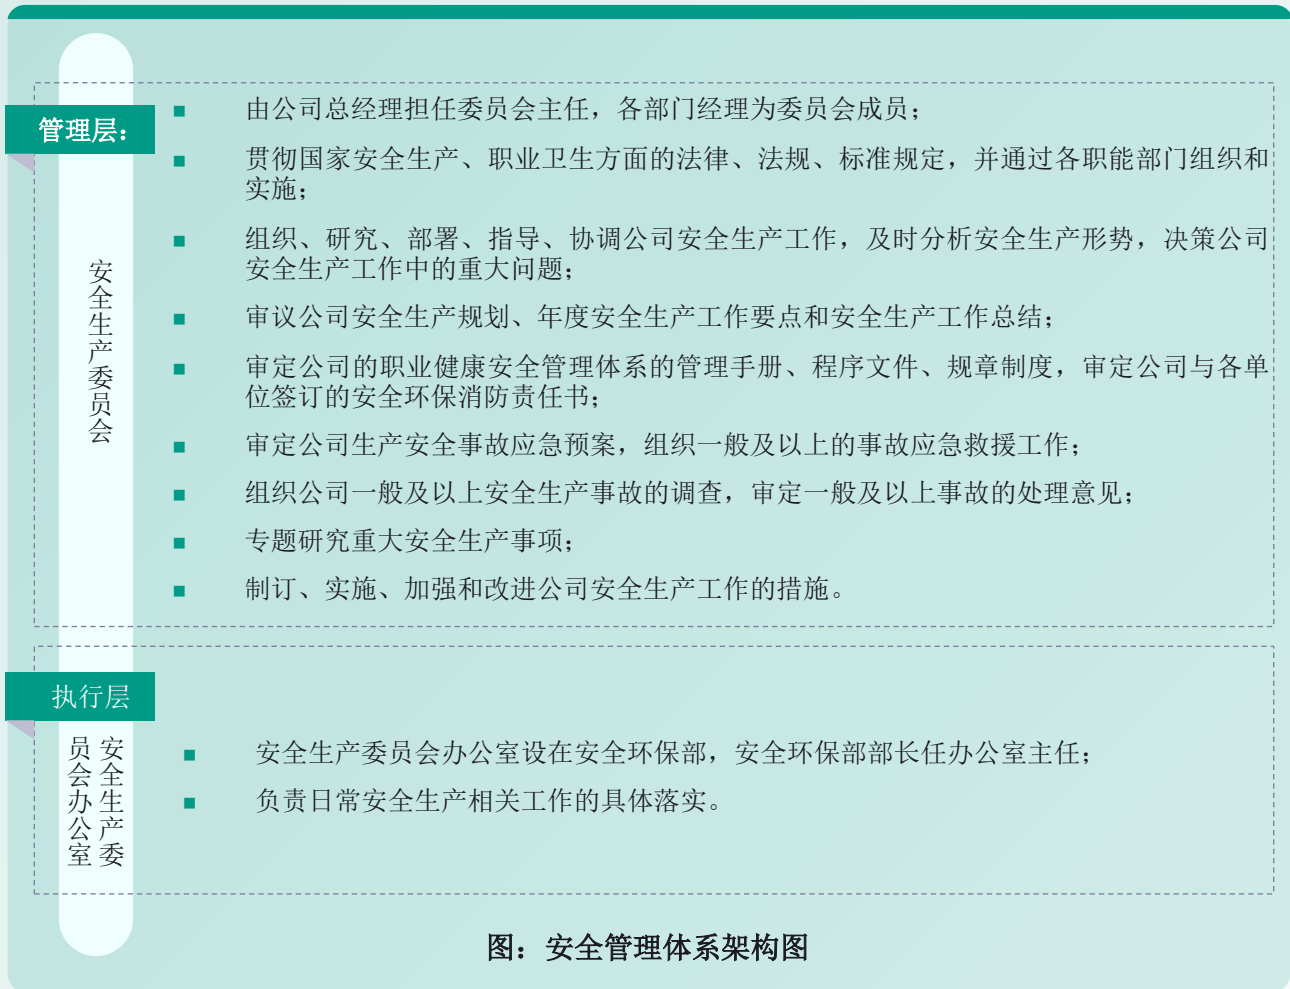 管理层：
安全生产委员会
■ 由公司总经理担任委员会主任，各部门经理为委员会成员；
■ 贯彻国家安全生产、职业卫生方面的法律、法规、标准规定，并通过各职能部门组织和
实施；
■ 组织、研究、部署、指导、协调公司安全生产工作，及时分析安全生产形势，决策公司
安全生产工作中的重大问题；
■ 审议公司安全生产规划、年度安全生产工作要点和安全生产工作总结；
■ 审定公司的职业健康安全管理体系的管理手册、程序文件、规章制度，审定公司与各单
位签订的安全环保消防责任书；
■ 审定公司生产安全事故应急预案，组织一般及以上的事故应急救援工作；
■ 组织公司一般及以上安全生产事故的调查，审定一般及以上事故的处理意见；
■ 专题研究重大安全生产事项；
■ 制订、实施、加强和改进公司安全生产工作的措施。
执行层
安全生产委
员会办公室
■ 安全生产委员会办公室设在安全环保部，安全环保部部长任办公室主任；
■ 负责日常安全生产相关工作的具体落实。
图：安全管理体系架构图